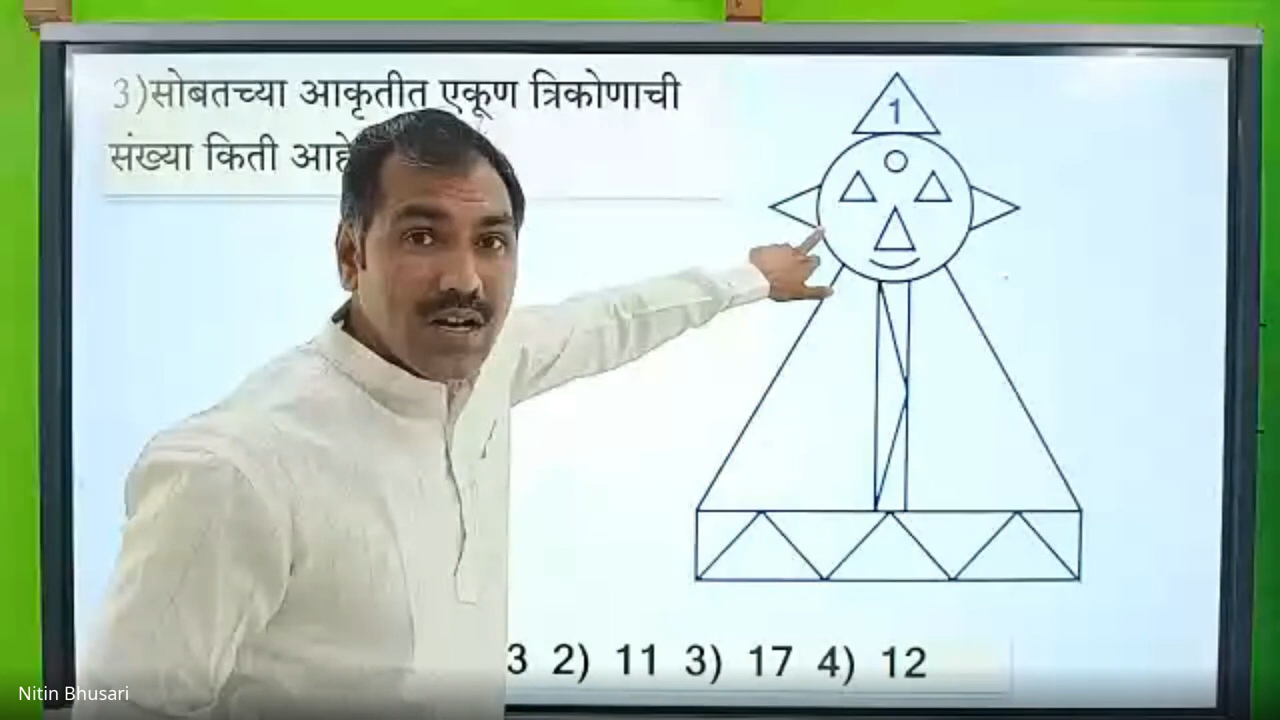 3)सोबतच्या आकृतीत एकूण त्रिकोणाची
संख्या किती आहे
1
3 2) 11 3) 17 4) 12
Nitin Bhusari